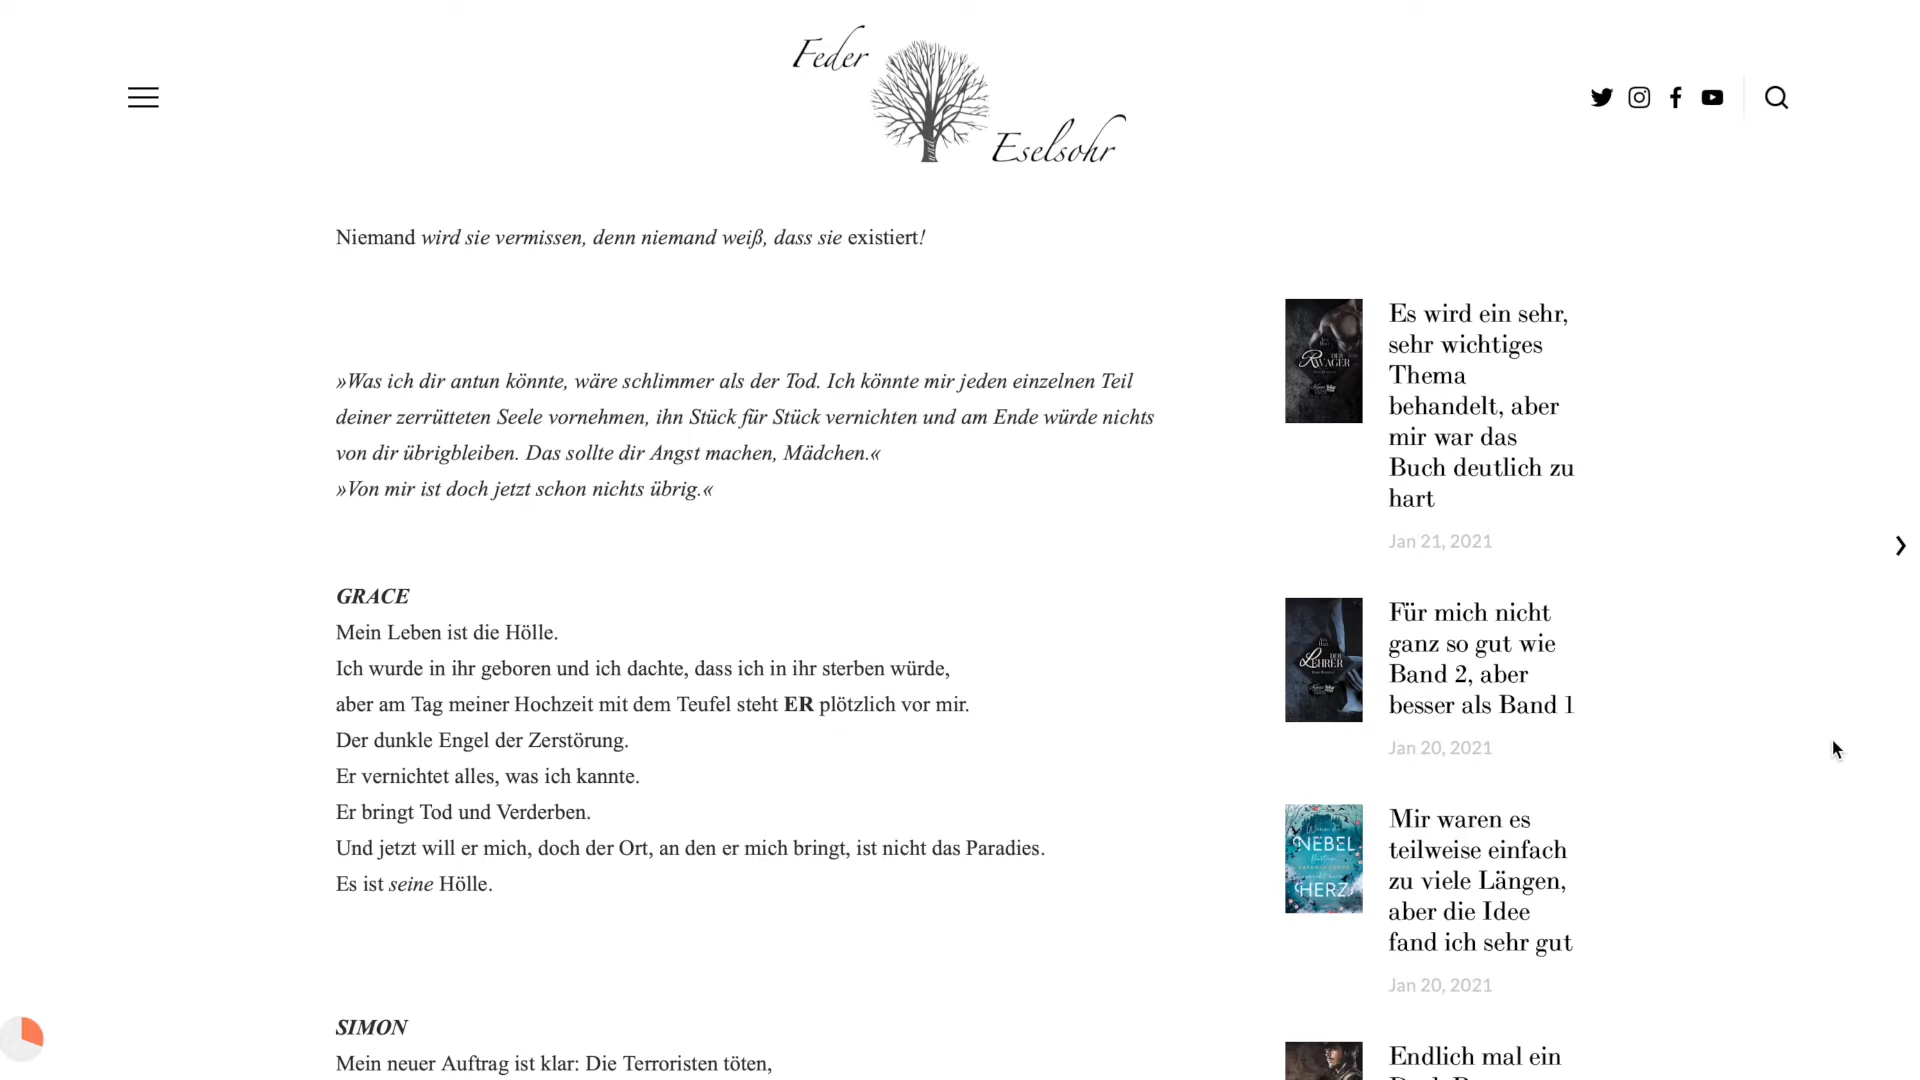 Feder
und
Eselsohr
Niemand wird sie vermissen, denn niemand weiß, dass sie existiert!
»Was ich dir antun könnte, wäre schlimmer als der Tod. Ich könnte mir jeden einzelnen Teil
deiner zerrütteten Seele vornehmen, ihn Stück für Stück vernichten und am Ende würde nichts
von dir übrigbleiben. Das sollte dir Angst machen, Mädchen.«
»Von mir ist doch jetzt schon nichts übrig.«
GRACE
Mein Leben ist die Hölle.
Ich wurde in ihr geboren und ich dachte, dass ich in ihr sterben würde,
aber am Tag meiner Hochzeit mit dem Teufel steht ER plötzlich vor mir.
Der dunkle Engel der Zerstörung.
Er vernichtet alles, was ich kannte.
Er bringt Tod und Verderben.
Und jetzt will er mich, doch der Ort, an den er mich bringt, ist nicht das Paradies.
Es ist seine Hölle.
SIMON
Mein neuer Auftrag ist klar: Die Terroristen töten,
Es wird ein sehr,
sehr wichtiges
Thema
behandelt, aber
mir war das
Buch deutlich zu
hart
Jan 21, 2021
DER
LEHRER
Für mich nicht
ganz so gut wie
Band 2, aber
besser als Band 1
Jan 20, 2021
NEBEL
HERZ
Mir waren es
teilweise einfach
zu viele Längen,
aber die Idee
fand ich sehr gut
Jan 20, 2021
Endlich mal ein